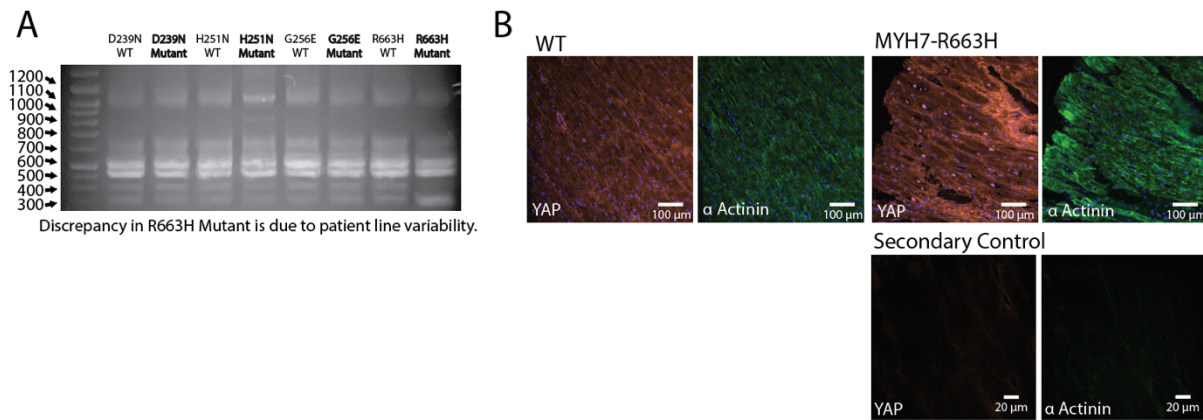 A
D239N WT
D239N Mutant
H251N WT
H251N Mutant
G256E WT
G256E Mutant
R663H WT
R663H Mutant
1200
1100
1000
900
800
700
600
500
400
300
Discrepancy in R663H Mutant is due to patient line variability.
B
WT
MYH7-R663H
YAP
100 µm
α Actinin
100 µm
YAP
100 µm
α Actinin
100 µm
Secondary Control
YAP
20 µm
α Actinin
20 µm